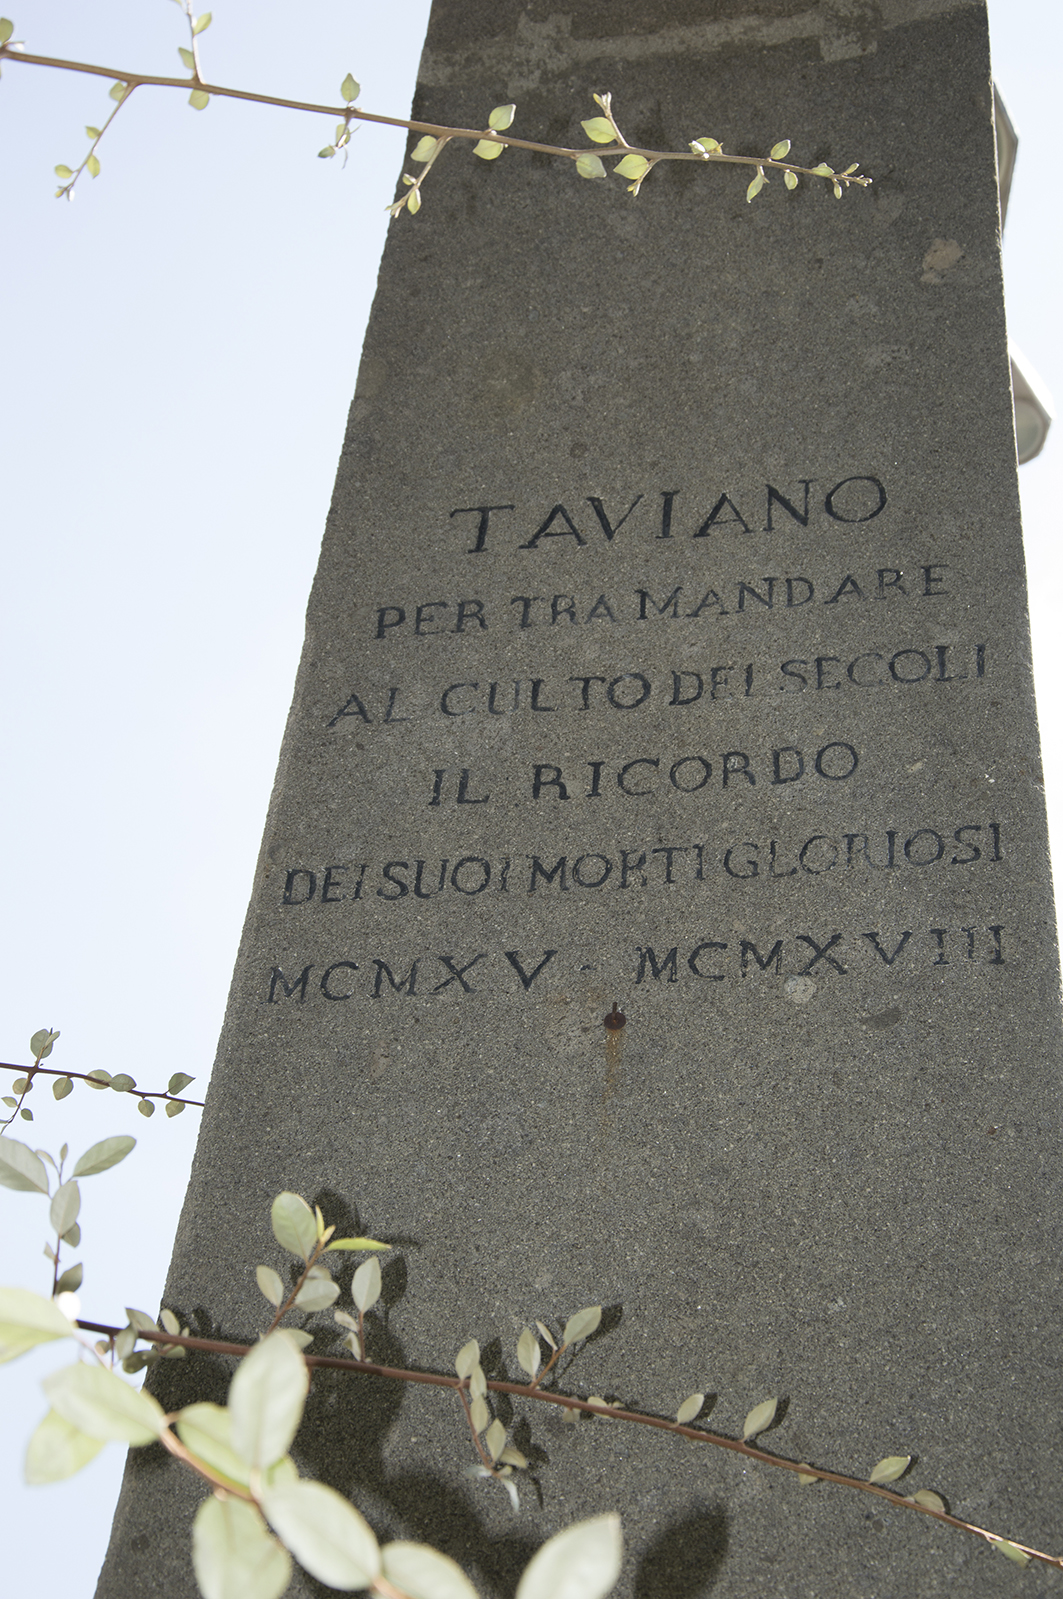 TAVIANO
PER TRAMANDARE
AL CULTO DEI SECOLI
IL RICORDO
DEI SUOI MORTI GLORIOSI
MCMXV - MCMXVIII